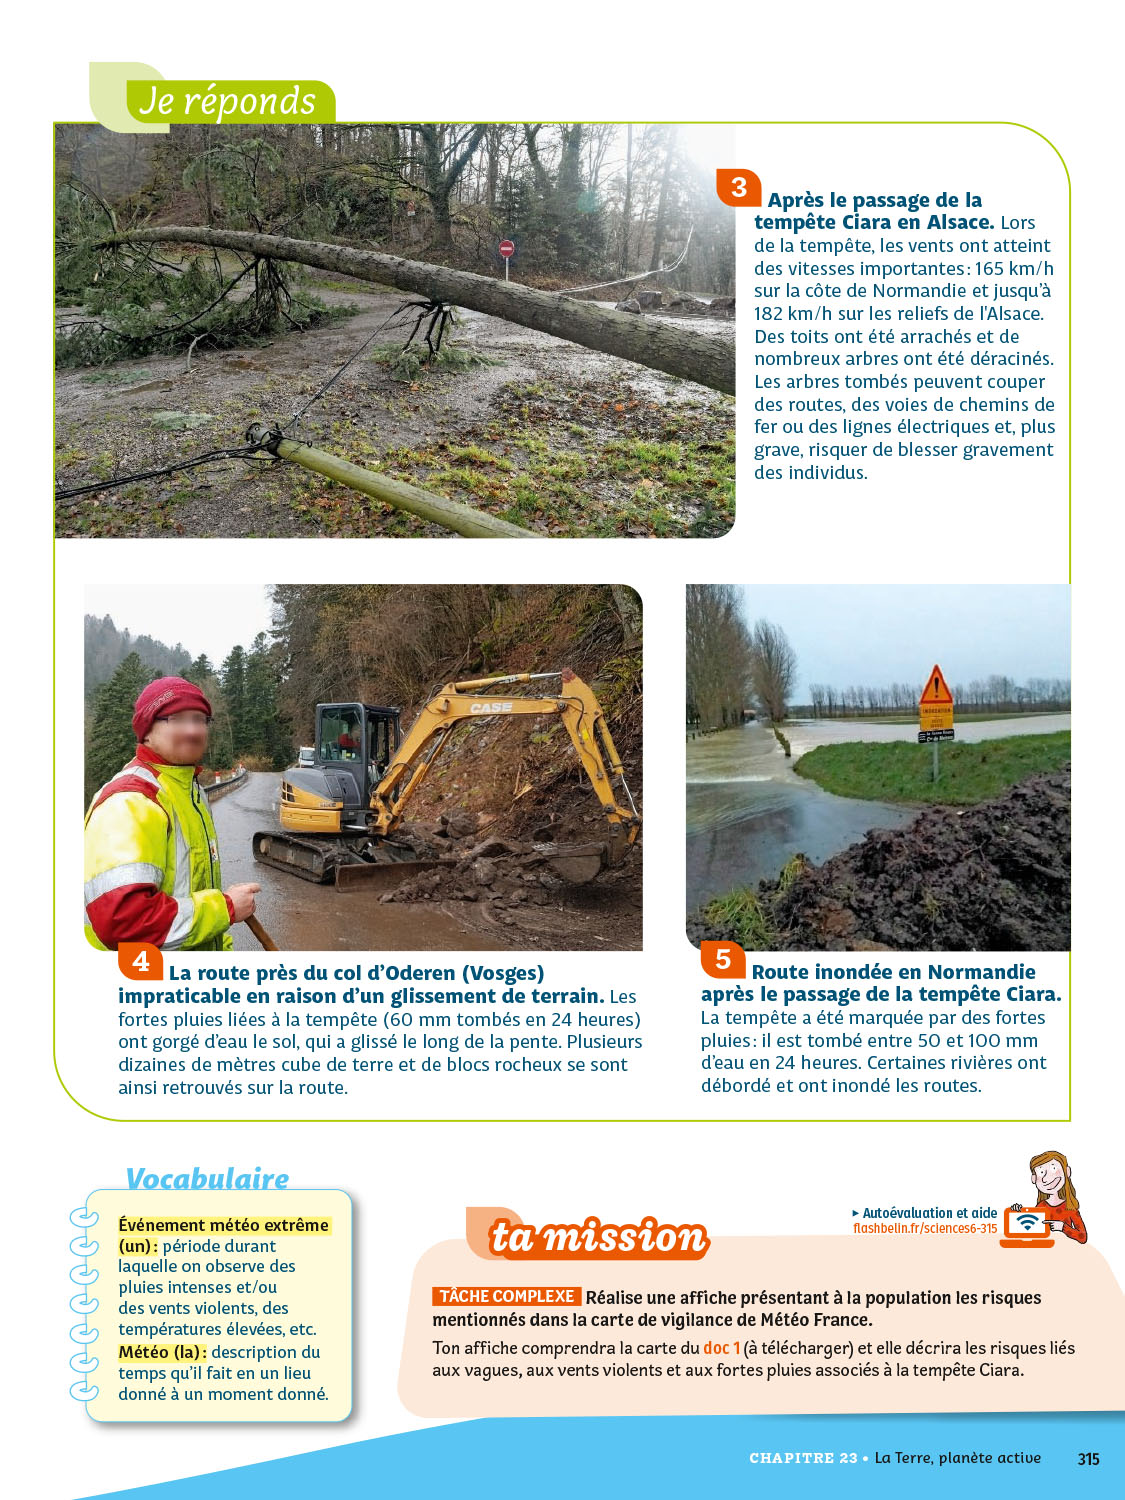 Je réponds
3 Après le passage de la
tempête Ciara en Alsace. Lors
de la tempête, les vents ont atteint
des vitesses importantes : 165 km/h
sur la côte de Normandie et jusqu'à
182 km/h sur les reliefs de l'Alsace.
Des toits ont été arrachés et de
nombreux arbres ont été déracinés.
Les arbres tombés peuvent couper
des routes, des voies de chemins de
fer ou des lignes électriques et, plus
grave, risquer de blesser gravement
des individus.
CASE
INONDATION
4 La route près du col d'Oderen (Vosges)
impraticable en raison d'un glissement de terrain. Les
fortes pluies liées à la tempête (60 mm tombés en 24 heures)
ont gorgé d'eau le sol, qui a glissé le long de la pente. Plusieurs
dizaines de mètres cube de terre et de blocs rocheux se sont
ainsi retrouvés sur la route.
5 Route inondée en Normandie
après le passage de la tempête Ciara.
La tempête a été marquée par des fortes
pluies : il est tombé entre 50 et 100 mm
d'eau en 24 heures. Certaines rivières ont
débordé et ont inondé les routes.
Vocabulaire
Événement météo extrême
(un) : période durant
laquelle on observe des
pluies intenses et/ou
des vents violents, des
températures élevées, etc.
Météo (la) : description du
temps qu'il fait en un lieu
donné à un moment donné.
ta mission
▸ Autoévaluation et aide
flashbelin.fr/sciences6-315
TÂCHE COMPLEXE Réalise une affiche présentant à la population les risques
mentionnés dans la carte de vigilance de Météo France.
Ton affiche comprendra la carte du doc 1 (à télécharger) et elle décrira les risques liés
aux vagues, aux vents violents et aux fortes pluies associés à la tempête Ciara.
CHAPITRE 23 • La Terre, planète active 315